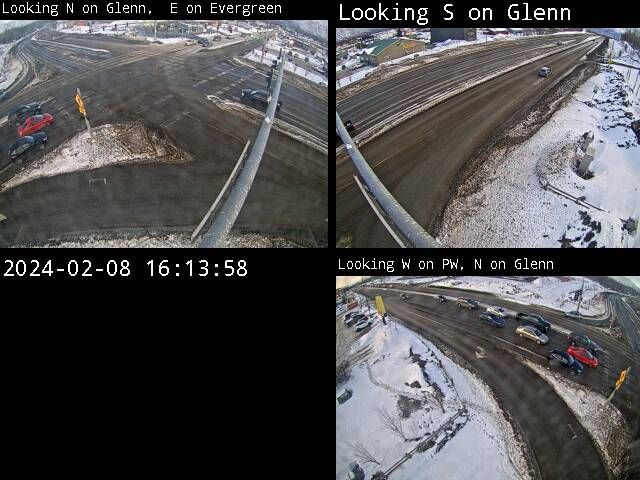 Looking N on Glenn,  E on Evergreen
Looking S on Glenn
2024-02-08 16:13:58
Looking W on PW, N on Glenn